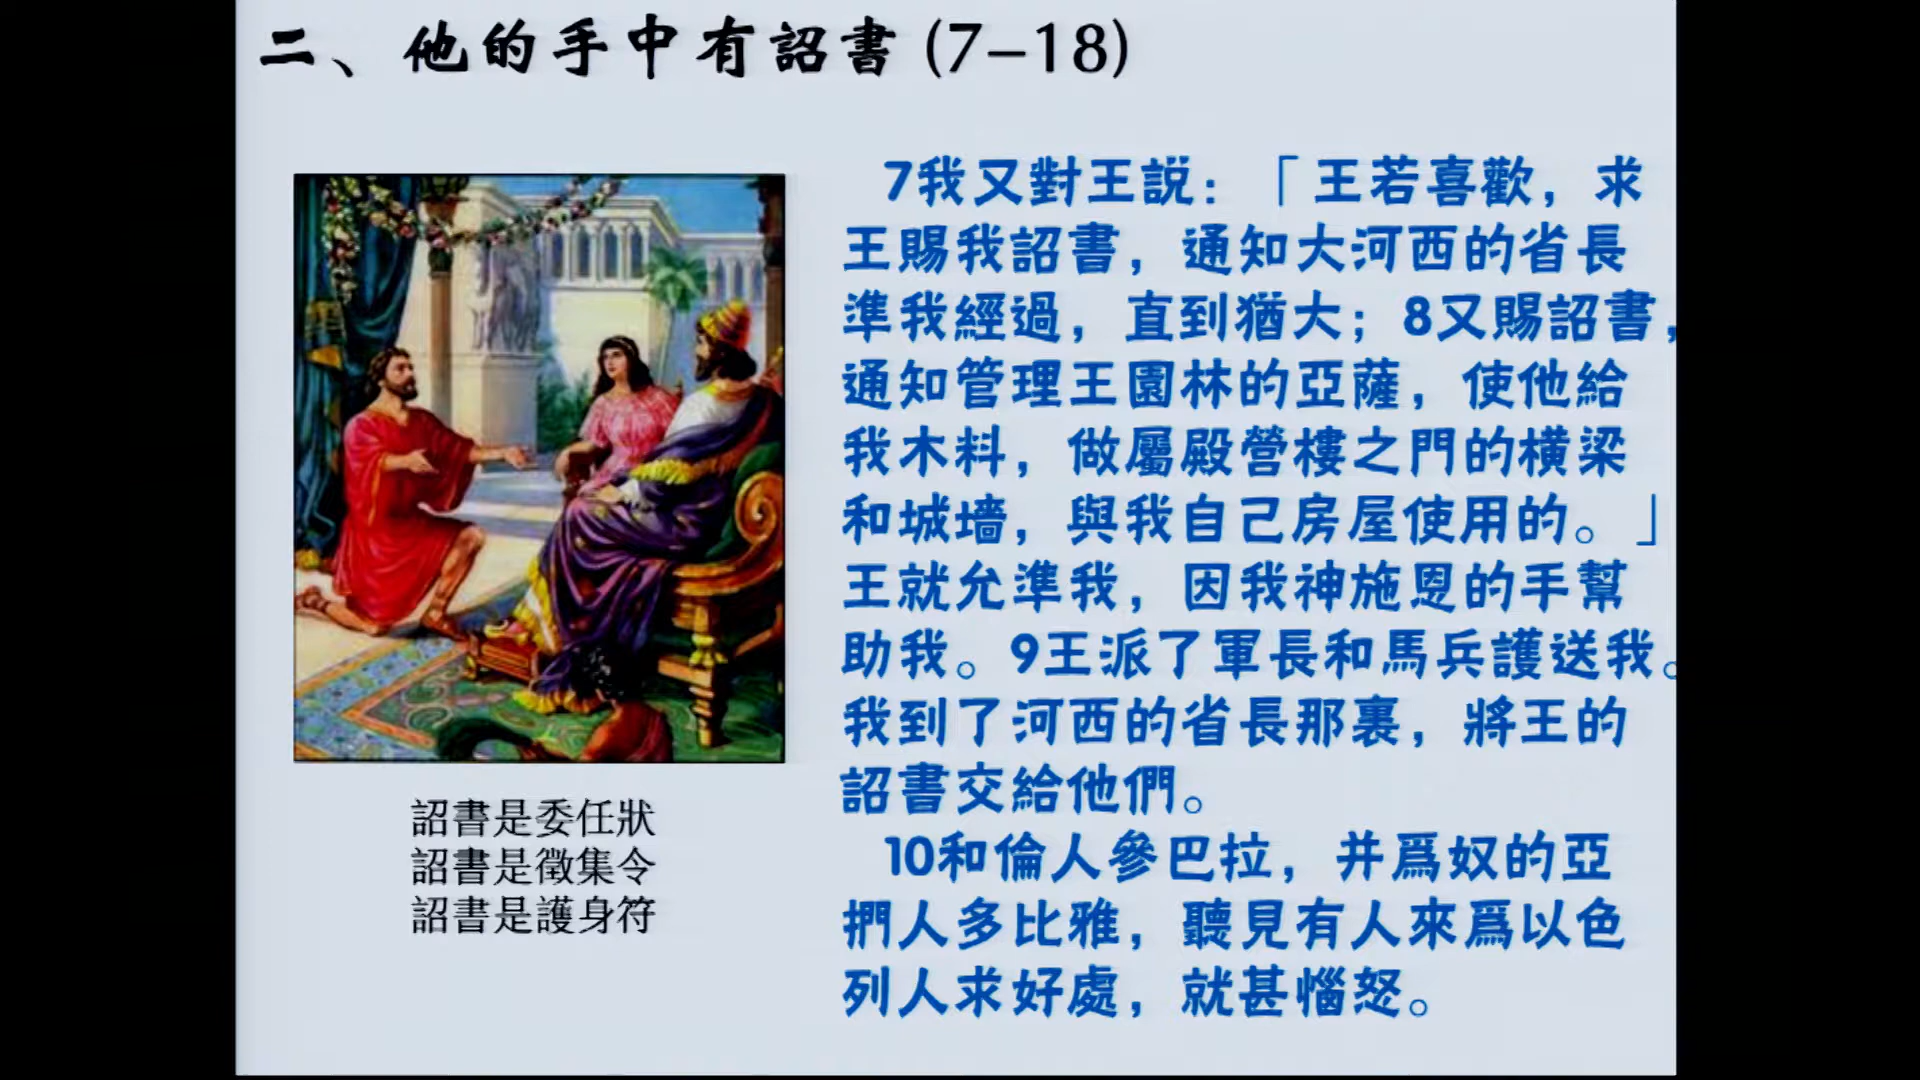 二、他的手中有詔書 (7–18)
7我又對王説：「王若喜歡，求
王賜我詔書，通知大河西的省長
準我經過，直到猶大；8又賜詔書，
通知管理王園林的亞薩，使他給
我木料，做屬殿營樓之門的橫梁
和城墻，與我自己房屋使用的。」
王就允準我，因我神施恩的手幫
助我。9王派了軍長和馬兵護送我。
我到了河西的省長那裏，將王的
詔書交給他們。
10和倫人參巴拉，并爲奴的亞
捫人多比雅，聽見有人來爲以色
列人求好處，就甚惱怒。
詔書是委任狀
詔書是徵集令
詔書是護身符